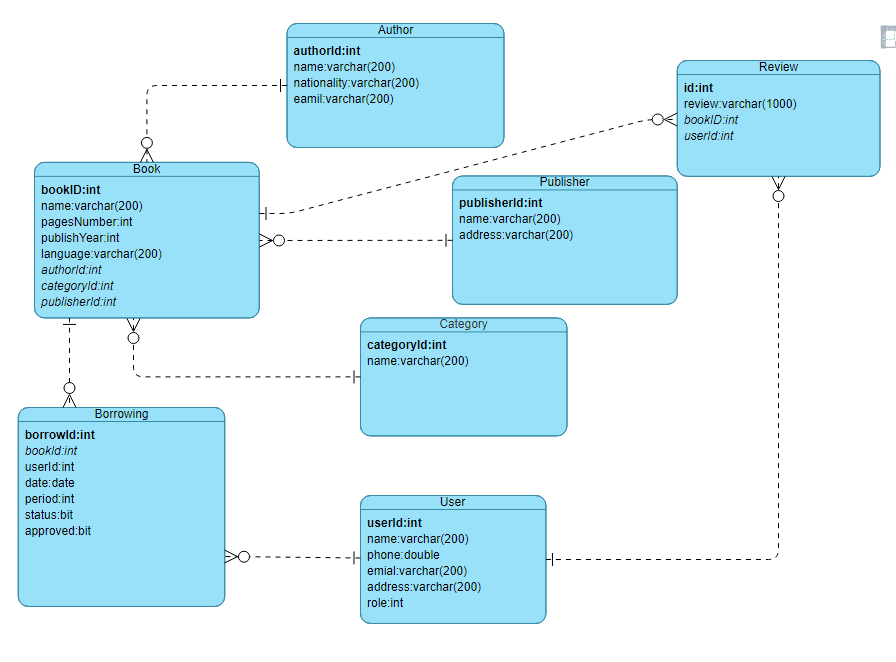 Author
authorId:int
name:varchar(200)
nationality:varchar(200)
eamil:varchar(200)
Review
id:int
review:varchar(1000)
bookID:int
userId:int
Book
bookID:int
name:varchar(200)
pagesNumber:int
publishYear:int
language:varchar(200)
authorId:int
categoryId:int
publisherId:int
Publisher
publisherId:int
name:varchar(200)
address:varchar(200)
Category
categoryId:int
name:varchar(200)
Borrowing
borrowId:int
bookId:int
userId:int
date:date
period:int
status:bit
approved:bit
User
userId:int
name:varchar(200)
phone:double
emial:varchar(200)
address:varchar(200)
role:int